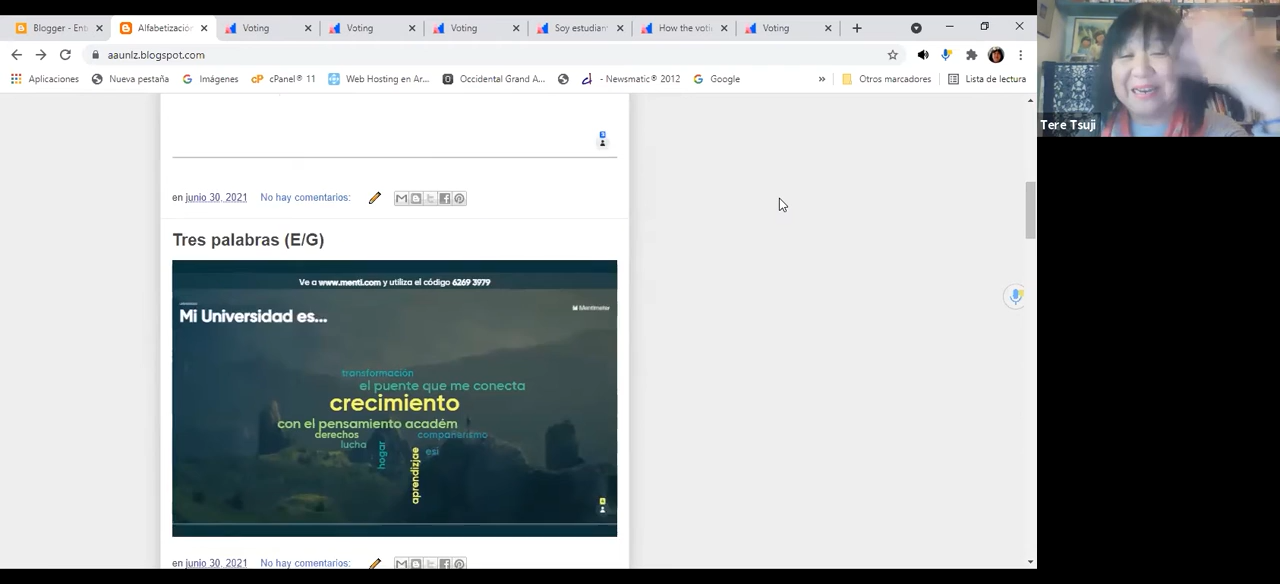 Blogger - Ent
Alfabetizació
Voting
Voting
Voting
Soy estudian
How the voti
Voting
aaunlz.blogspot.com
Aplicaciones
Nueva pestaña
Imágenes
cPanel® 11
Web Hosting en Ar...
Occidental Grand A...
- Newsmatic® 2012
Google
»
Otros marcadores
Lista de lectura
Tere Tsuji
en junio 30, 2021 No hay comentarios:
Tres palabras (E/G)
Ve a www.menti.com y utiliza el código 6269 3979
Mi Universidad es...
Mentimeter
transformación
el puente que me conecta
crecimiento
con el pensamiento académ
derechos
compañerismo
lucha
hogar
aprendizjae
esi
en junio 30, 2021 No hay comentarios: